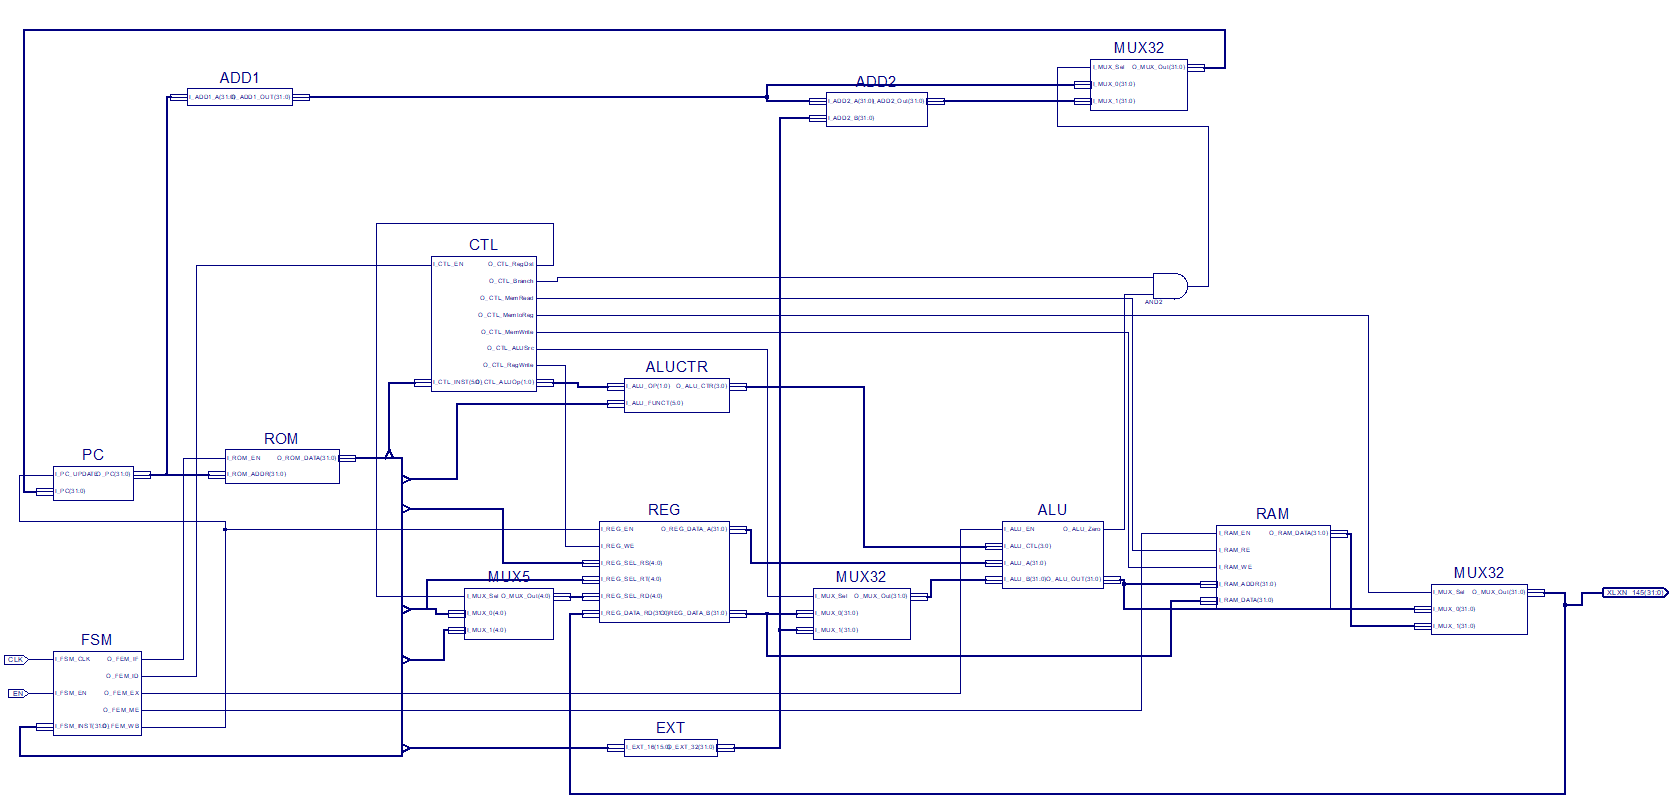 MUX32
I_MUX_Sel O_MUX_Out(31:0)
I_MUX_0(31:0)
I_MUX_1(31:0)
ADD1
I_ADD1_A(31:0) O_ADD1_OUT(31:0)
ADD2
I_ADD2_A(31:0) O_ADD2_Out(31:0)
I_ADD2_B(31:0)
CTL
I_CTL_EN O_CTL_RegDst
O_CTL_Branch
O_CTL_MemRead
O_CTL_MemtoReg
O_CTL_MemWrite
O_CTL_ALUSrc
O_CTL_RegWrite
I_CTL_INST(5:0) O_CTL_ALUOp(1:0)
AND2
ALUCTR
I_ALU_OP(1:0) O_ALU_CTR(3:0)
I_ALU_FUNCT(5:0)
ROM
I_ROM_EN O_ROM_DATA(31:0)
I_ROM_ADDR(31:0)
PC
I_PC_UPDATE O_PC(31:0)
I_PC(31:0)
REG
I_REG_EN O_REG_DATA_A(31:0)
I_REG_WE
I_REG_SEL_RS(4:0)
I_REG_SEL_RT(4:0)
I_REG_SEL_RD(4:0)
I_REG_DATA_RD(31:0) O_REG_DATA_B(31:0)
MUX5
I_MUX_Sel O_MUX_Out(4:0)
I_MUX_0(4:0)
I_MUX_1(4:0)
MUX32
I_MUX_Sel O_MUX_Out(31:0)
I_MUX_0(31:0)
I_MUX_1(31:0)
ALU
I_ALU_EN O_ALU_Zero
I_ALU_CTL(3:0)
I_ALU_A(31:0)
I_ALU_B(31:0) O_ALU_OUT(31:0)
RAM
I_RAM_EN O_RAM_DATA(31:0)
I_RAM_RE
I_RAM_WE
I_RAM_ADDR(31:0)
I_RAM_DATA(31:0)
MUX32
I_MUX_Sel O_MUX_Out(31:0)
I_MUX_0(31:0)
I_MUX_1(31:0)
XLXN_145(31:0)
FSM
CLK
I_FSM_CLK O_FEM_IF
O_FEM_ID
EN
I_FSM_EN O_FEM_EX
O_FEM_ME
I_FSM_INST(31:0) O_FEM_WB
EXT
I_EXT_16(15:0) O_EXT_32(31:0)